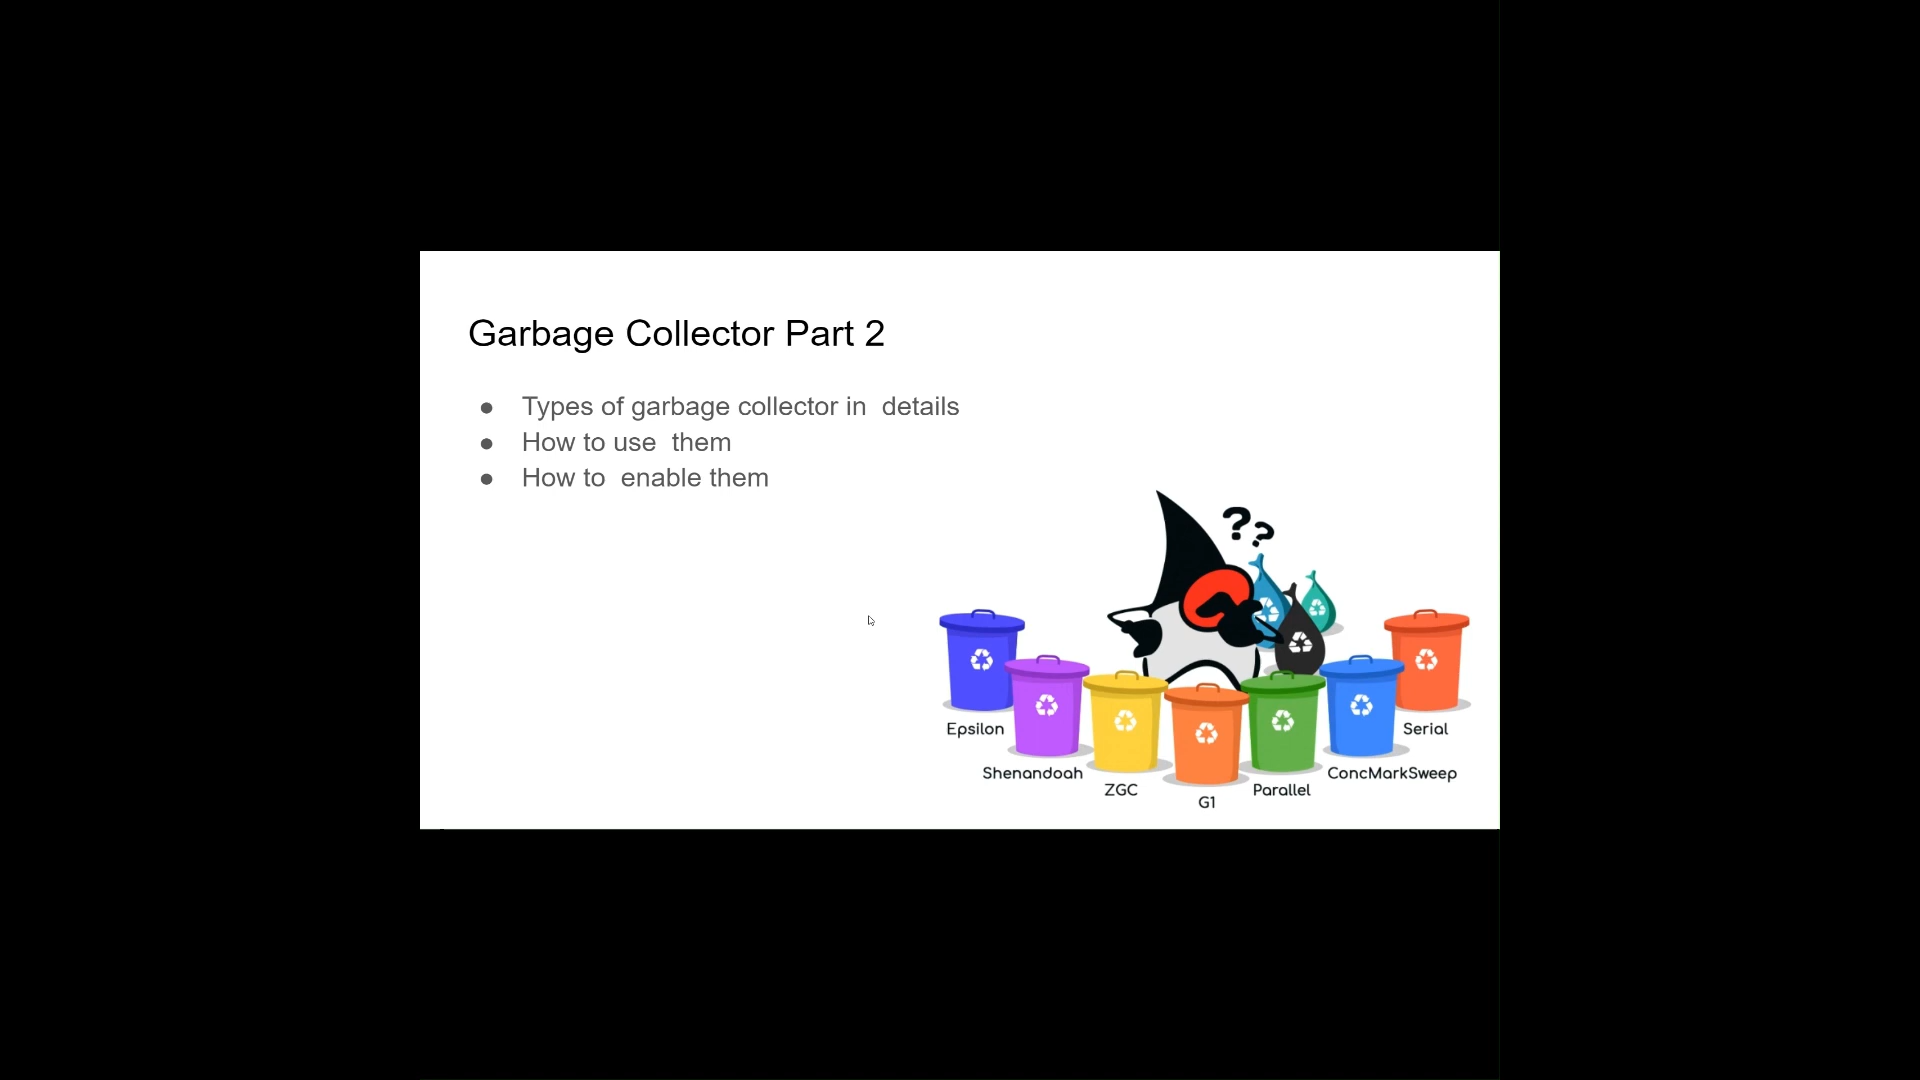 Garbage Collector Part 2
● Types of garbage collector in  details
● How to use  them
● How to  enable them
??
Epsilon
Shenandoah
ZGC
G1
Parallel
ConcMarkSweep
Serial